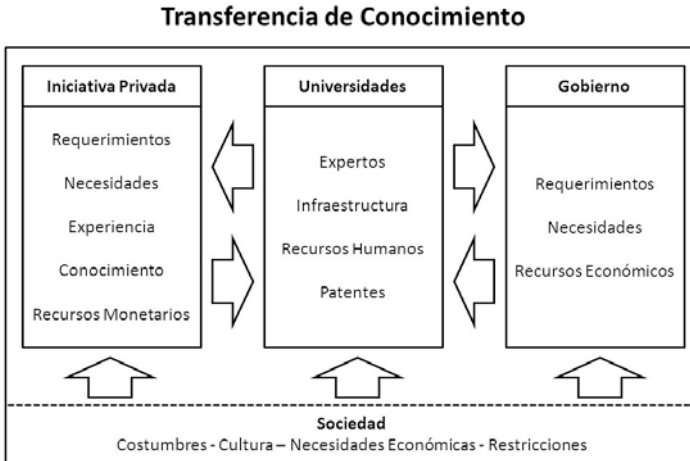 Transferencia de Conocimiento
Iniciativa Privada
Requerimientos
Necesidades
Experiencia
Conocimiento
Recursos Monetarios
Universidades
Expertos
Infraestructura
Recursos Humanos
Patentes
Gobierno
Requerimientos
Necesidades
Recursos Económicos
Sociedad
Costumbres - Cultura – Necesidades Económicas - Restricciones